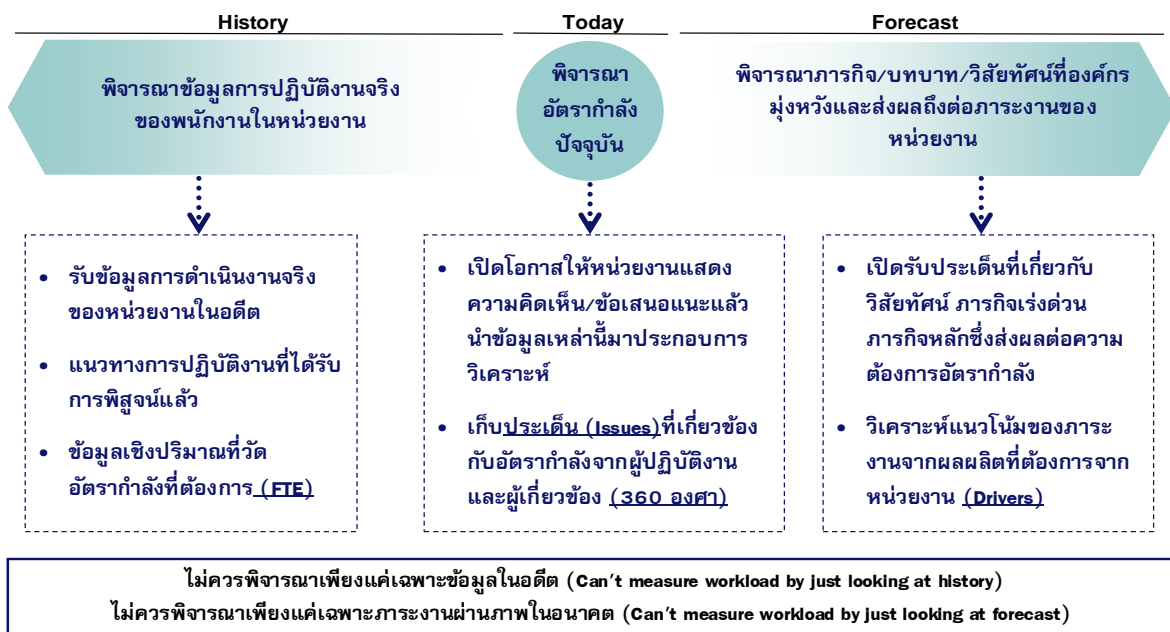 History
Today
Forecast
พิจารณาข้อมูลการปฏิบัติงานจริง
ของพนักงานในหน่วยงาน
พิจารณา
อัตรากำลัง
ปัจจุบัน
พิจารณาภารกิจ/บทบาท/วิสัยทัศน์ที่องค์กร
มุ่งหวังและส่งผลถึงต่อภาระงานของ
หน่วยงาน
• รับข้อมูลการดำเนินงานจริง
ของหน่วยงานในอดีต
• แนวทางการปฏิบัติงานที่ได้รับ
การพิสูจน์แล้ว
• ข้อมูลเชิงปริมาณที่วัด
อัตรากำลังที่ต้องการ (FTE)
• เปิดโอกาสให้หน่วยงานแสดง
ความคิดเห็น/ข้อเสนอแนะแล้ว
นำข้อมูลเหล่านี้มาประกอบการ
วิเคราะห์
• เก็บประเด็น (Issues)ที่เกี่ยวข้อง
กับอัตรากำลังจากผู้ปฏิบัติงาน
และผู้เกี่ยวข้อง (360 องศา)
• เปิดรับประเด็นที่เกี่ยวกับ
วิสัยทัศน์ ภารกิจเร่งด่วน
ภารกิจหลักซึ่งส่งผลต่อความ
ต้องการอัตรากำลัง
• วิเคราะห์แนวโน้มของภาระ
งานจากผลผลิตที่ต้องการจาก
หน่วยงาน (Drivers)
ไม่ควรพิจารณาเพียงแค่เฉพาะข้อมูลในอดีต (Can't measure workload by just looking at history)
ไม่ควรพิจารณาเพียงแค่เฉพาะภาระงานผ่านภาพในอนาคต (Can't measure workload by just looking at forecast)